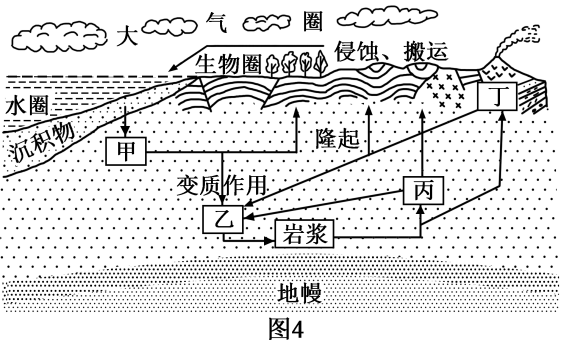 大 气 圈
侵蚀、搬运
生物圈
水圈
丁
沉积物
甲
隆起
变质作用
丙
乙
岩浆
地幔
图4